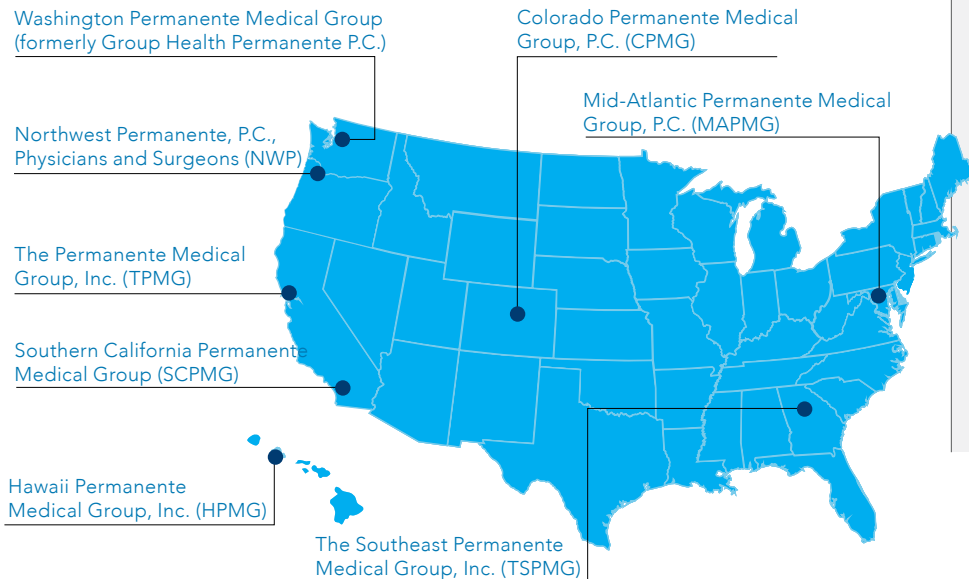 Washington Permanente Medical Group
(formerly Group Health Permanente P.C.)
Colorado Permanente Medical
Group, P.C. (CPMG)
Mid-Atlantic Permanente Medical
Group, P.C. (MAPMG)
Northwest Permanente, P.C.,
Physicians and Surgeons (NWP)
The Permanente Medical
Group, Inc. (TPMG)
Southern California Permanente
Medical Group (SCPMG)
Hawaii Permanente
Medical Group, Inc. (HPMG)
The Southeast Permanente
Medical Group, Inc. (TSPMG)